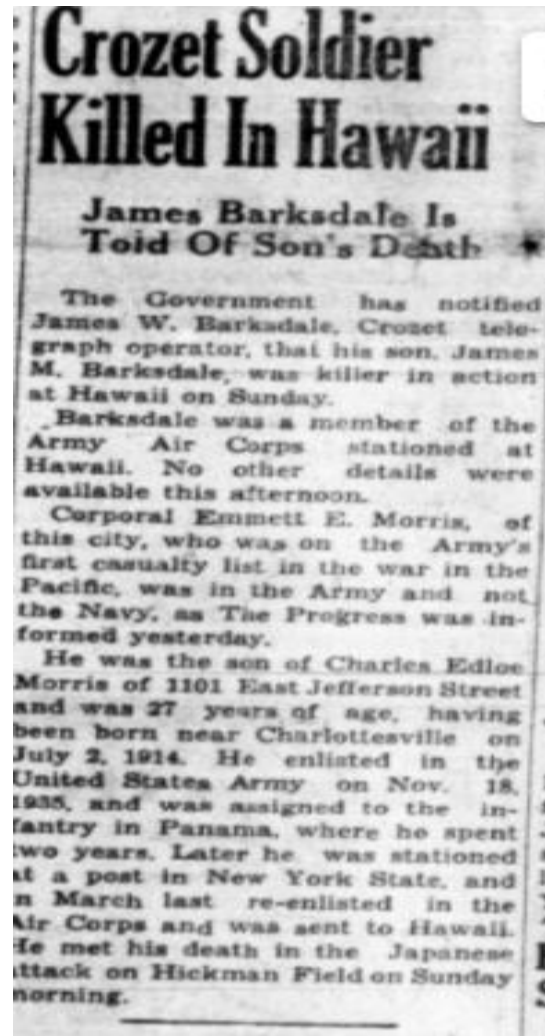 Crozet Soldier
Killed In Hawaii
James Barksdale Is
Told Of Son's Death
The Government has notified
James W. Barksdale, Crozet tele-
graph operator, that his son, James
M. Barksdale, was killer in action
at Hawaii on Sunday.
Barksdale was a member of the
Army Air Corps stationed at
Hawaii. No other details were
available this afternoon.
Corporal Emmett E. Morris, of
this city, who was on the Army's
first casualty list in the war in the
Pacific, was in the Army and not
the Navy, as The Progress was in-
formed yesterday.
He was the son of Charles Edloe
Morris of 1101 East Jefferson Street
and was 27 years of age, having
been born near Charlottesville on
July 2, 1914. He enlisted in the
United States Army on Nov. 18,
1935, and was assigned to the in-
fantry in Panama, where he spent
two years. Later he was stationed
at a post in New York State, and
in March last re-enlisted in the
Air Corps and was sent to Hawaii.
He met his death in the Japanese
attack on Hickman Field on Sunday
morning.